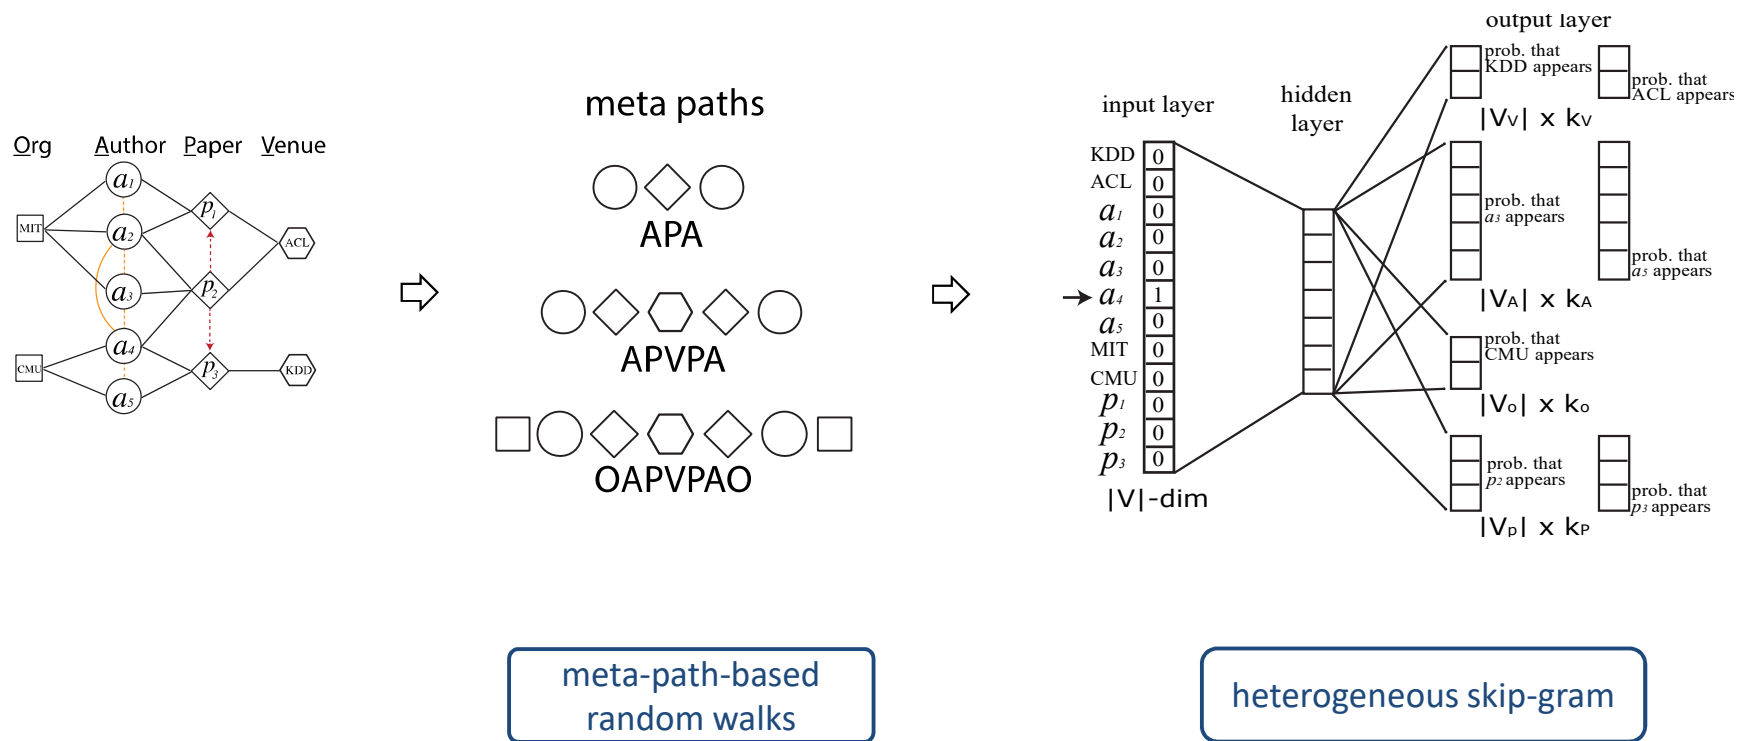 Org Author Paper Venue
MIT
CMU
a1
a2
a3
a4
a5
p1
p2
p3
ACL
KDD
meta paths
APA
APVPA
OAPVPAO
input layer
KDD 0
ACL 0
a1 0
a2 0
a3 0
a4 1
a5 0
MIT 0
CMU 0
p1 0
p2 0
p3 0
|V|-dim
hidden
layer
output layer
prob. that
KDD appears
prob. that
ACL appears
|VV| x kV
prob. that
a3 appears
prob. that
a5 appears
|VA| x kA
prob. that
CMU appears
|Vo| x ko
prob. that
p2 appears
prob. that
p3 appears
|Vp| x kP
meta-path-based
random walks
heterogeneous skip-gram